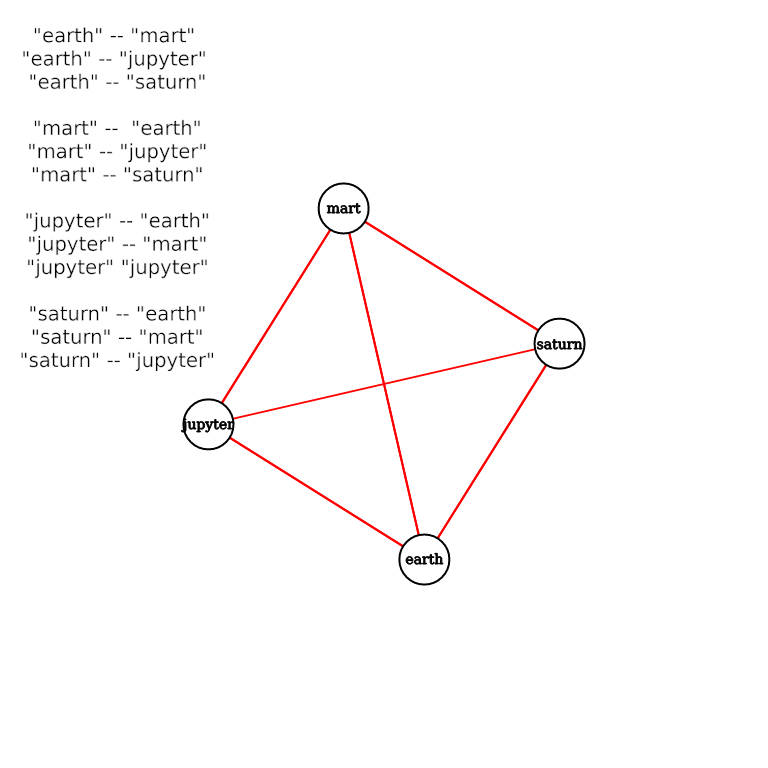 "earth" -- "mart"
"earth" -- "jupyter"
"earth" -- "saturn"
"mart" --  "earth"
"mart" -- "jupyter"
"mart" -- "saturn"
"jupyter" -- "earth"
"jupyter" -- "mart"
"jupyter" "jupyter"
"saturn" -- "earth"
"saturn" -- "mart"
"saturn" -- "jupyter"
mart
saturn
jupyter
earth